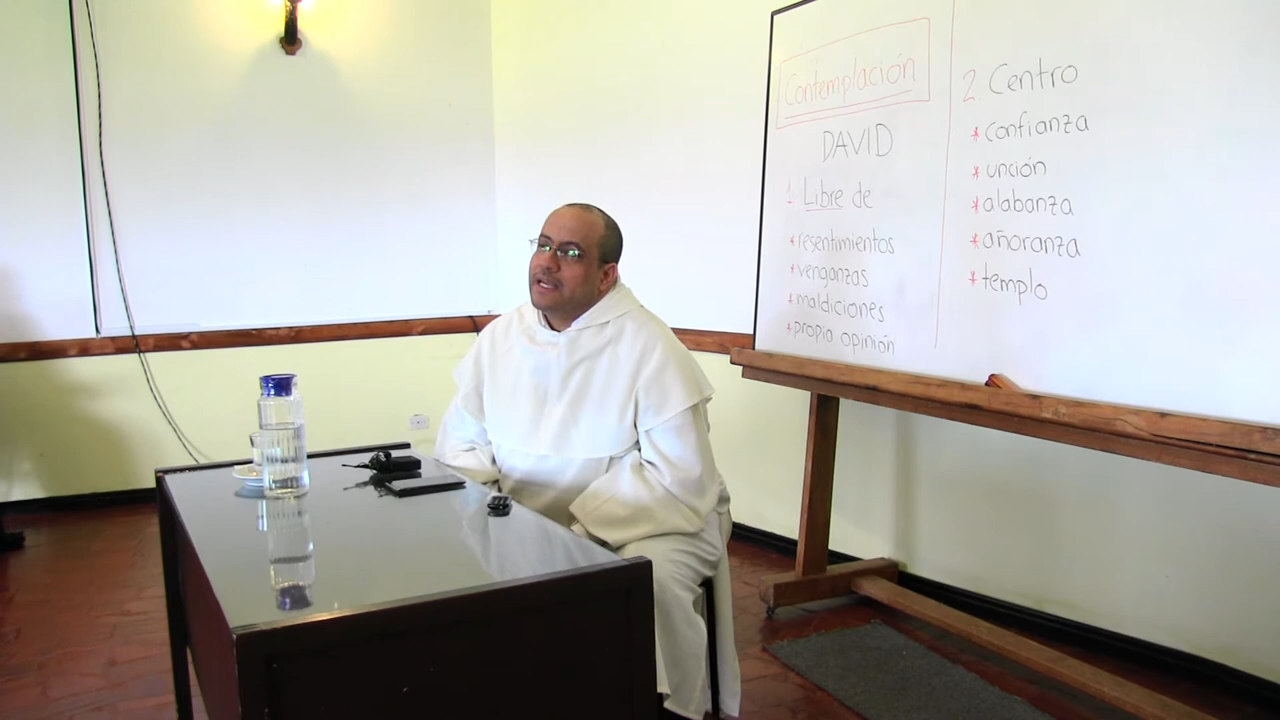 Contemplación
DAVID
1. Libre de
* resentimientos
* venganzas
* maldiciones
* propia opinión
2. Centro
* confianza
* unción
* alabanza
* añoranza
* templo